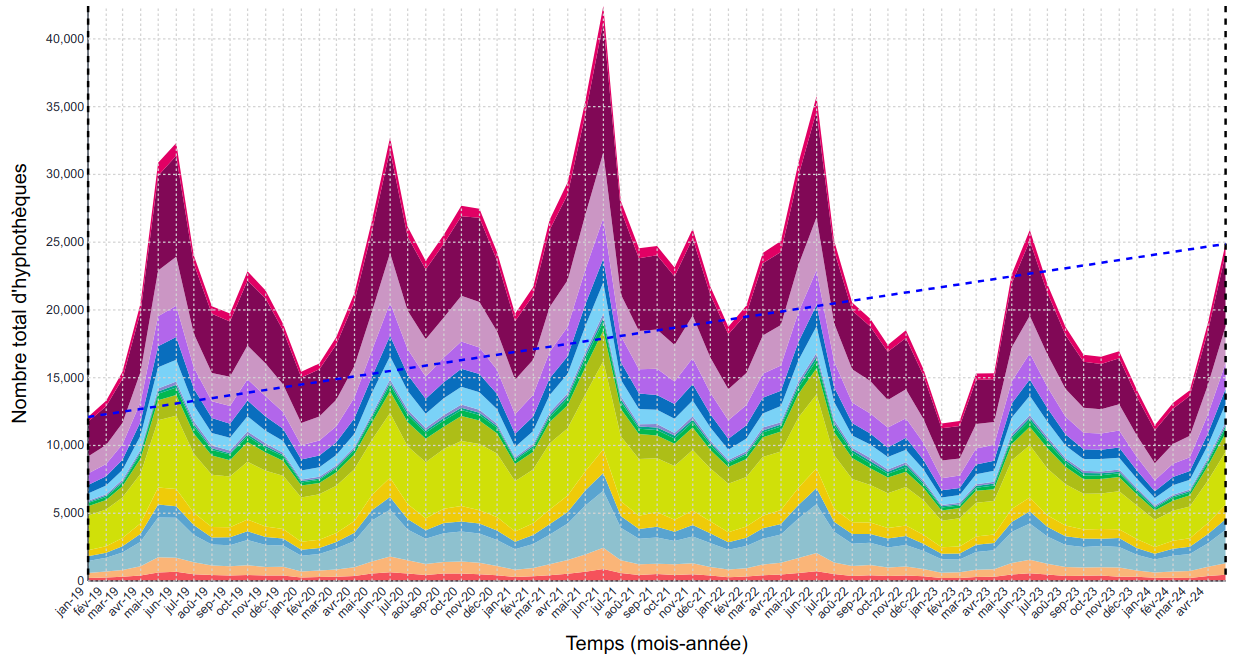 Nombre total d'hyphothèques
40,000
35,000
30,000
25,000
20,000
15,000
10,000
5,000
0
jan-19
fév-19
mar-19
avr-19
mai-19
jun-19
jul-19
aoû-19
sep-19
oct-19
nov-19
déc-19
jan-20
fév-20
mar-20
avr-20
mai-20
jun-20
jul-20
aoû-20
sep-20
oct-20
nov-20
déc-20
jan-21
fév-21
mar-21
avr-21
mai-21
jun-21
jul-21
aoû-21
sep-21
oct-21
nov-21
déc-21
jan-22
fév-22
mar-22
avr-22
mai-22
jun-22
jul-22
aoû-22
sep-22
oct-22
nov-22
déc-22
jan-23
fév-23
mar-23
avr-23
mai-23
jun-23
jul-23
aoû-23
sep-23
oct-23
nov-23
déc-23
jan-24
fév-24
mar-24
avr-24
Temps (mois-année)